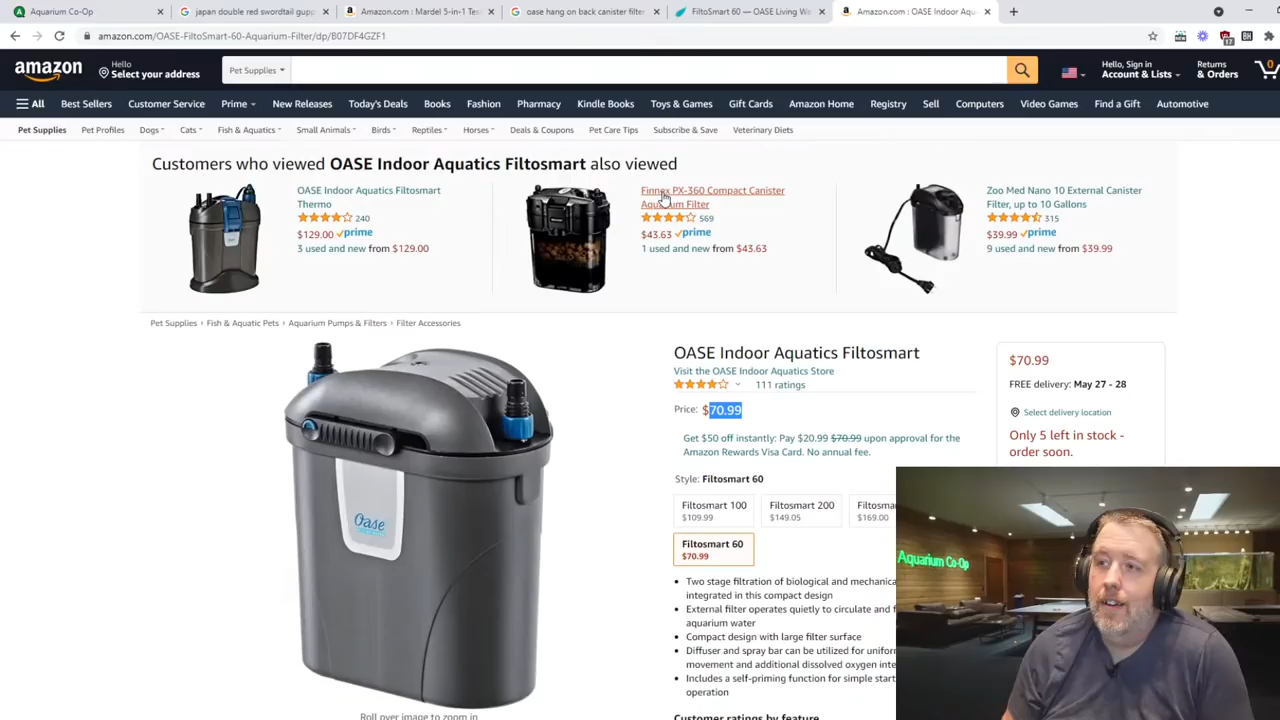 Aquarium Co-Op
japan double red swordtail gupp
Amazon.com : Mardel 5-in-1 Tes
oase hang on back canister filter
FiltoSmart 60 — OASE Living Wa
Amazon.com : OASE Indoor Aqu
amazon.com/OASE-FiltoSmart-60-Aquarium-Filter/dp/B07DF4GZF1
17
amazon
Hello
Select your address
Pet Supplies
Hello, Sign in
Account & Lists
Returns
& Orders
0
All
Best Sellers
Customer Service
Prime
New Releases
Today's Deals
Books
Fashion
Pharmacy
Kindle Books
Toys & Games
Gift Cards
Amazon Home
Registry
Sell
Computers
Video Games
Find a Gift
Automotive
Pet Supplies
Pet Profiles
Dogs
Cats
Fish & Aquatics
Small Animals
Birds
Reptiles
Horses
Deals & Coupons
Pet Care Tips
Subscribe & Save
Veterinary Diets
Customers who viewed OASE Indoor Aquatics Filtosmart also viewed
OASE Indoor Aquatics Filtosmart
Thermo
240
$129.00 prime
3 used and new from $129.00
Finnex PX-360 Compact Canister
Aquarium Filter
569
$43.63 prime
1 used and new from $43.63
Zoo Med Nano 10 External Canister
Filter, up to 10 Gallons
315
$39.99 prime
9 used and new from $39.99
Pet Supplies › Fish & Aquatic Pets › Aquarium Pumps & Filters › Filter Accessories
Oase
Roll over image to zoom in
OASE Indoor Aquatics Filtosmart
Visit the OASE Indoor Aquatics Store
111 ratings
Price: $70.99
Get $50 off instantly: Pay $20.99 $70.99 upon approval for the
Amazon Rewards Visa Card. No annual fee.
Style: Filtosmart 60
Filtosmart 100
$109.99
Filtosmart 200
$149.05
Filtosma
$169.00
Filtosmart 60
$70.99
• Two stage filtration of biological and mechanica
integrated in this compact design
• External filter operates quietly to circulate and f
aquarium water
• Compact design with large filter surface
• Diffuser and spray bar can be utilized for unifor
movement and additional dissolved oxygen inte
• Includes a self-priming function for simple start
operation
Customer ratings by feature
$70.99
FREE delivery: May 27 - 28
Select delivery location
Only 5 left in stock -
order soon.
Aquarium Co-Op